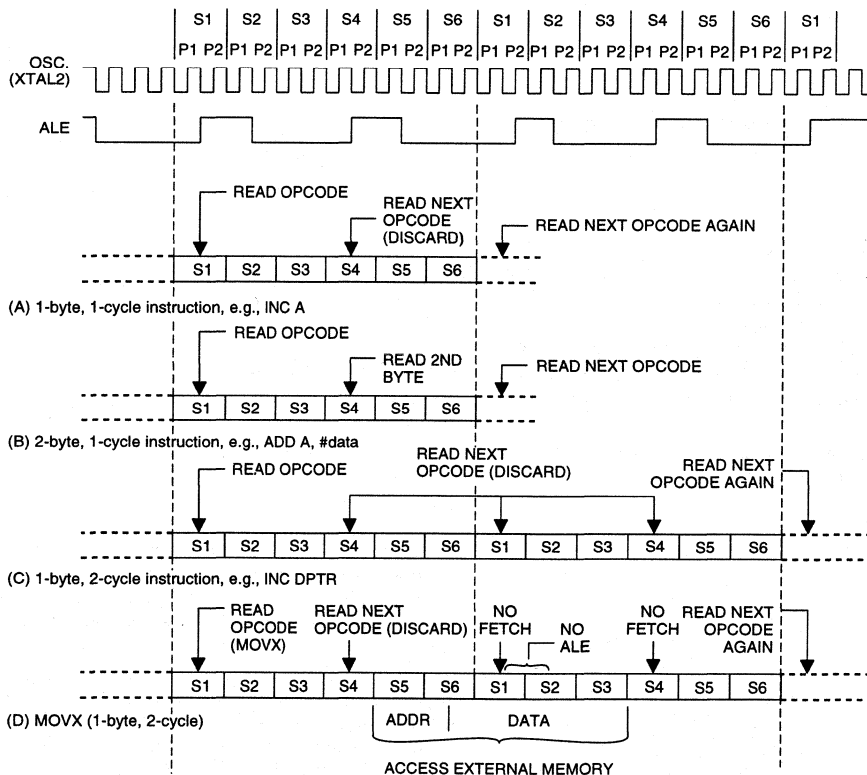 S1 S2 S3 S4 S5 S6 S1 S2 S3 S4 S5 S6 S1
P1 P2 P1 P2 P1 P2 P1 P2 P1 P2 P1 P2 P1 P2 P1 P2 P1 P2 P1 P2 P1 P2 P1 P2 P1 P2
OSC.
(XTAL2)
ALE
READ OPCODE
READ NEXT
OPCODE
(DISCARD)
READ NEXT OPCODE AGAIN
S1 S2 S3 S4 S5 S6
(A) 1-byte, 1-cycle instruction, e.g., INC A
READ OPCODE
READ 2ND
BYTE
READ NEXT OPCODE
S1 S2 S3 S4 S5 S6
(B) 2-byte, 1-cycle instruction, e.g., ADD A, #data
READ OPCODE
READ NEXT
OPCODE (DISCARD)
READ NEXT
OPCODE AGAIN
S1 S2 S3 S4 S5 S6 S1 S2 S3 S4 S5 S6
(C) 1-byte, 2-cycle instruction, e.g., INC DPTR
READ
OPCODE
(MOVX)
READ NEXT
OPCODE (DISCARD)
NO
FETCH
NO
ALE
NO
FETCH
READ NEXT
OPCODE
AGAIN
S1 S2 S3 S4 S5 S6 S1 S2 S3 S4 S5 S6
(D) MOVX (1-byte, 2-cycle)
ADDR DATA
ACCESS EXTERNAL MEMORY